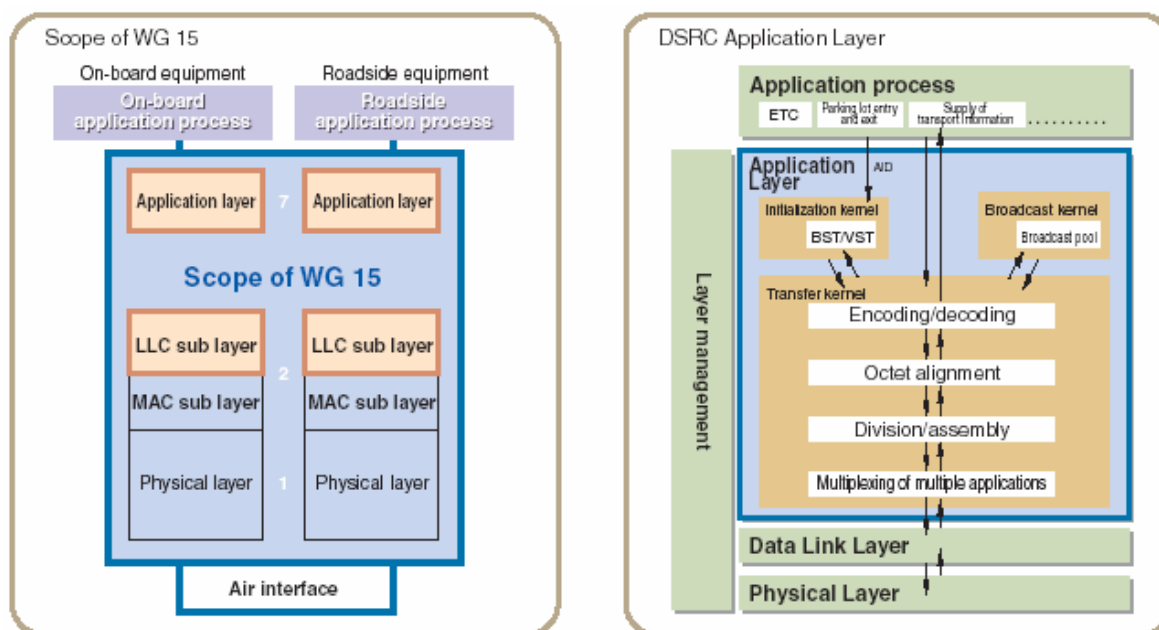 Scope of WG 15
On-board equipment
Roadside equipment
On-board
application process
Roadside
application process
Application layer
7
Application layer
Scope of WG 15
LLC sub layer
LLC sub layer
2
MAC sub layer
MAC sub layer
Physical layer
1
Physical layer
Air interface
DSRC Application Layer
Application process
ETC
Parking lot entry
and exit
Supply of
transport Information
..........
Layer management
Application
Layer
AID
Initialization kernel
BST/VST
Broadcast kernel
Broadcast pool
Transfer kernel
Encoding/decoding
Octet alignment
Division/assembly
Multiplexing of multiple applications
Data Link Layer
Physical Layer